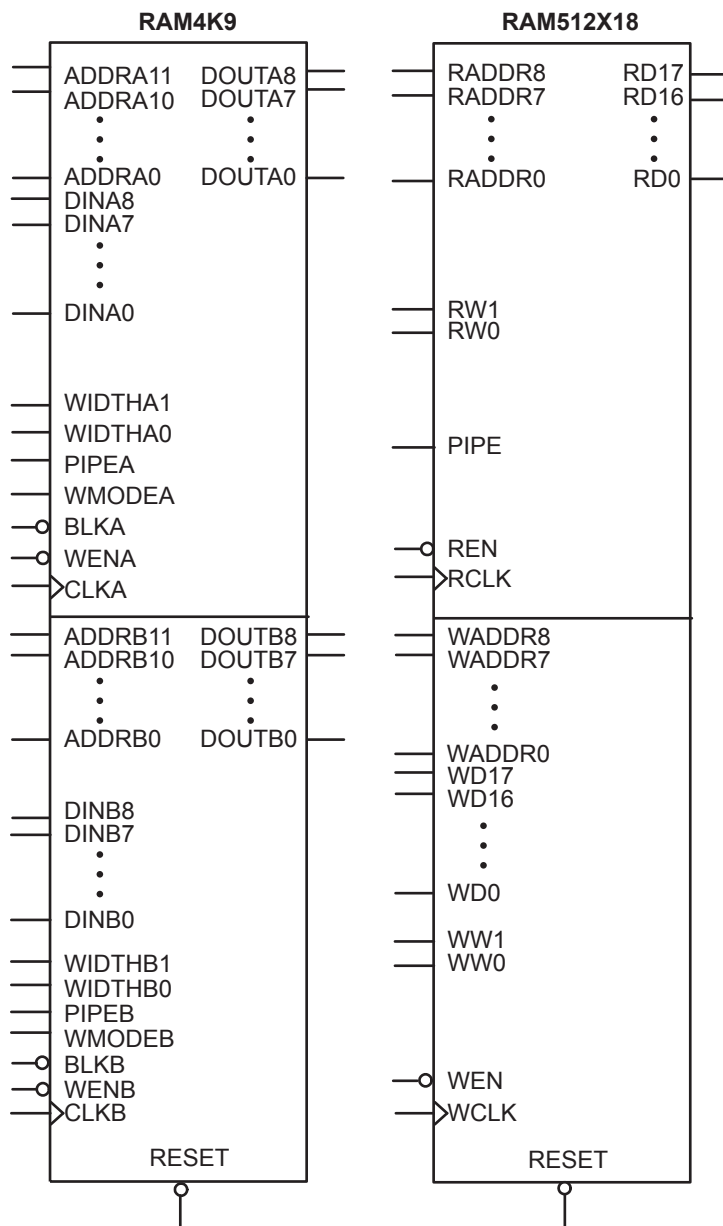 RAM4K9
ADDRA11 DOUTA8
ADDRA10 DOUTA7
ADDRA0 DOUTA0
DINA8
DINA7
DINA0
WIDTHA1
WIDTHA0
PIPEA
WMODEA
BLKA
WENA
CLKA
ADDRB11 DOUTB8
ADDRB10 DOUTB7
ADDRB0 DOUTB0
DINB8
DINB7
DINB0
WIDTHB1
WIDTHB0
PIPEB
WMODEB
BLKB
WENB
CLKB
RESET
RAM512X18
RADDR8 RD17
RADDR7 RD16
RADDR0 RD0
RW1
RW0
PIPE
REN
RCLK
WADDR8
WADDR7
WADDR0
WD17
WD16
WD0
WW1
WW0
WEN
WCLK
RESET